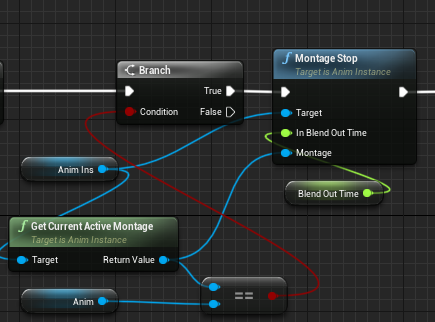 Branch
True
Condition
False
Montage Stop
Target is Anim Instance
Target
In Blend Out Time
Montage
Anim Ins
Blend Out Time
Get Current Active Montage
Target is Anim Instance
Target
Return Value
Anim
==